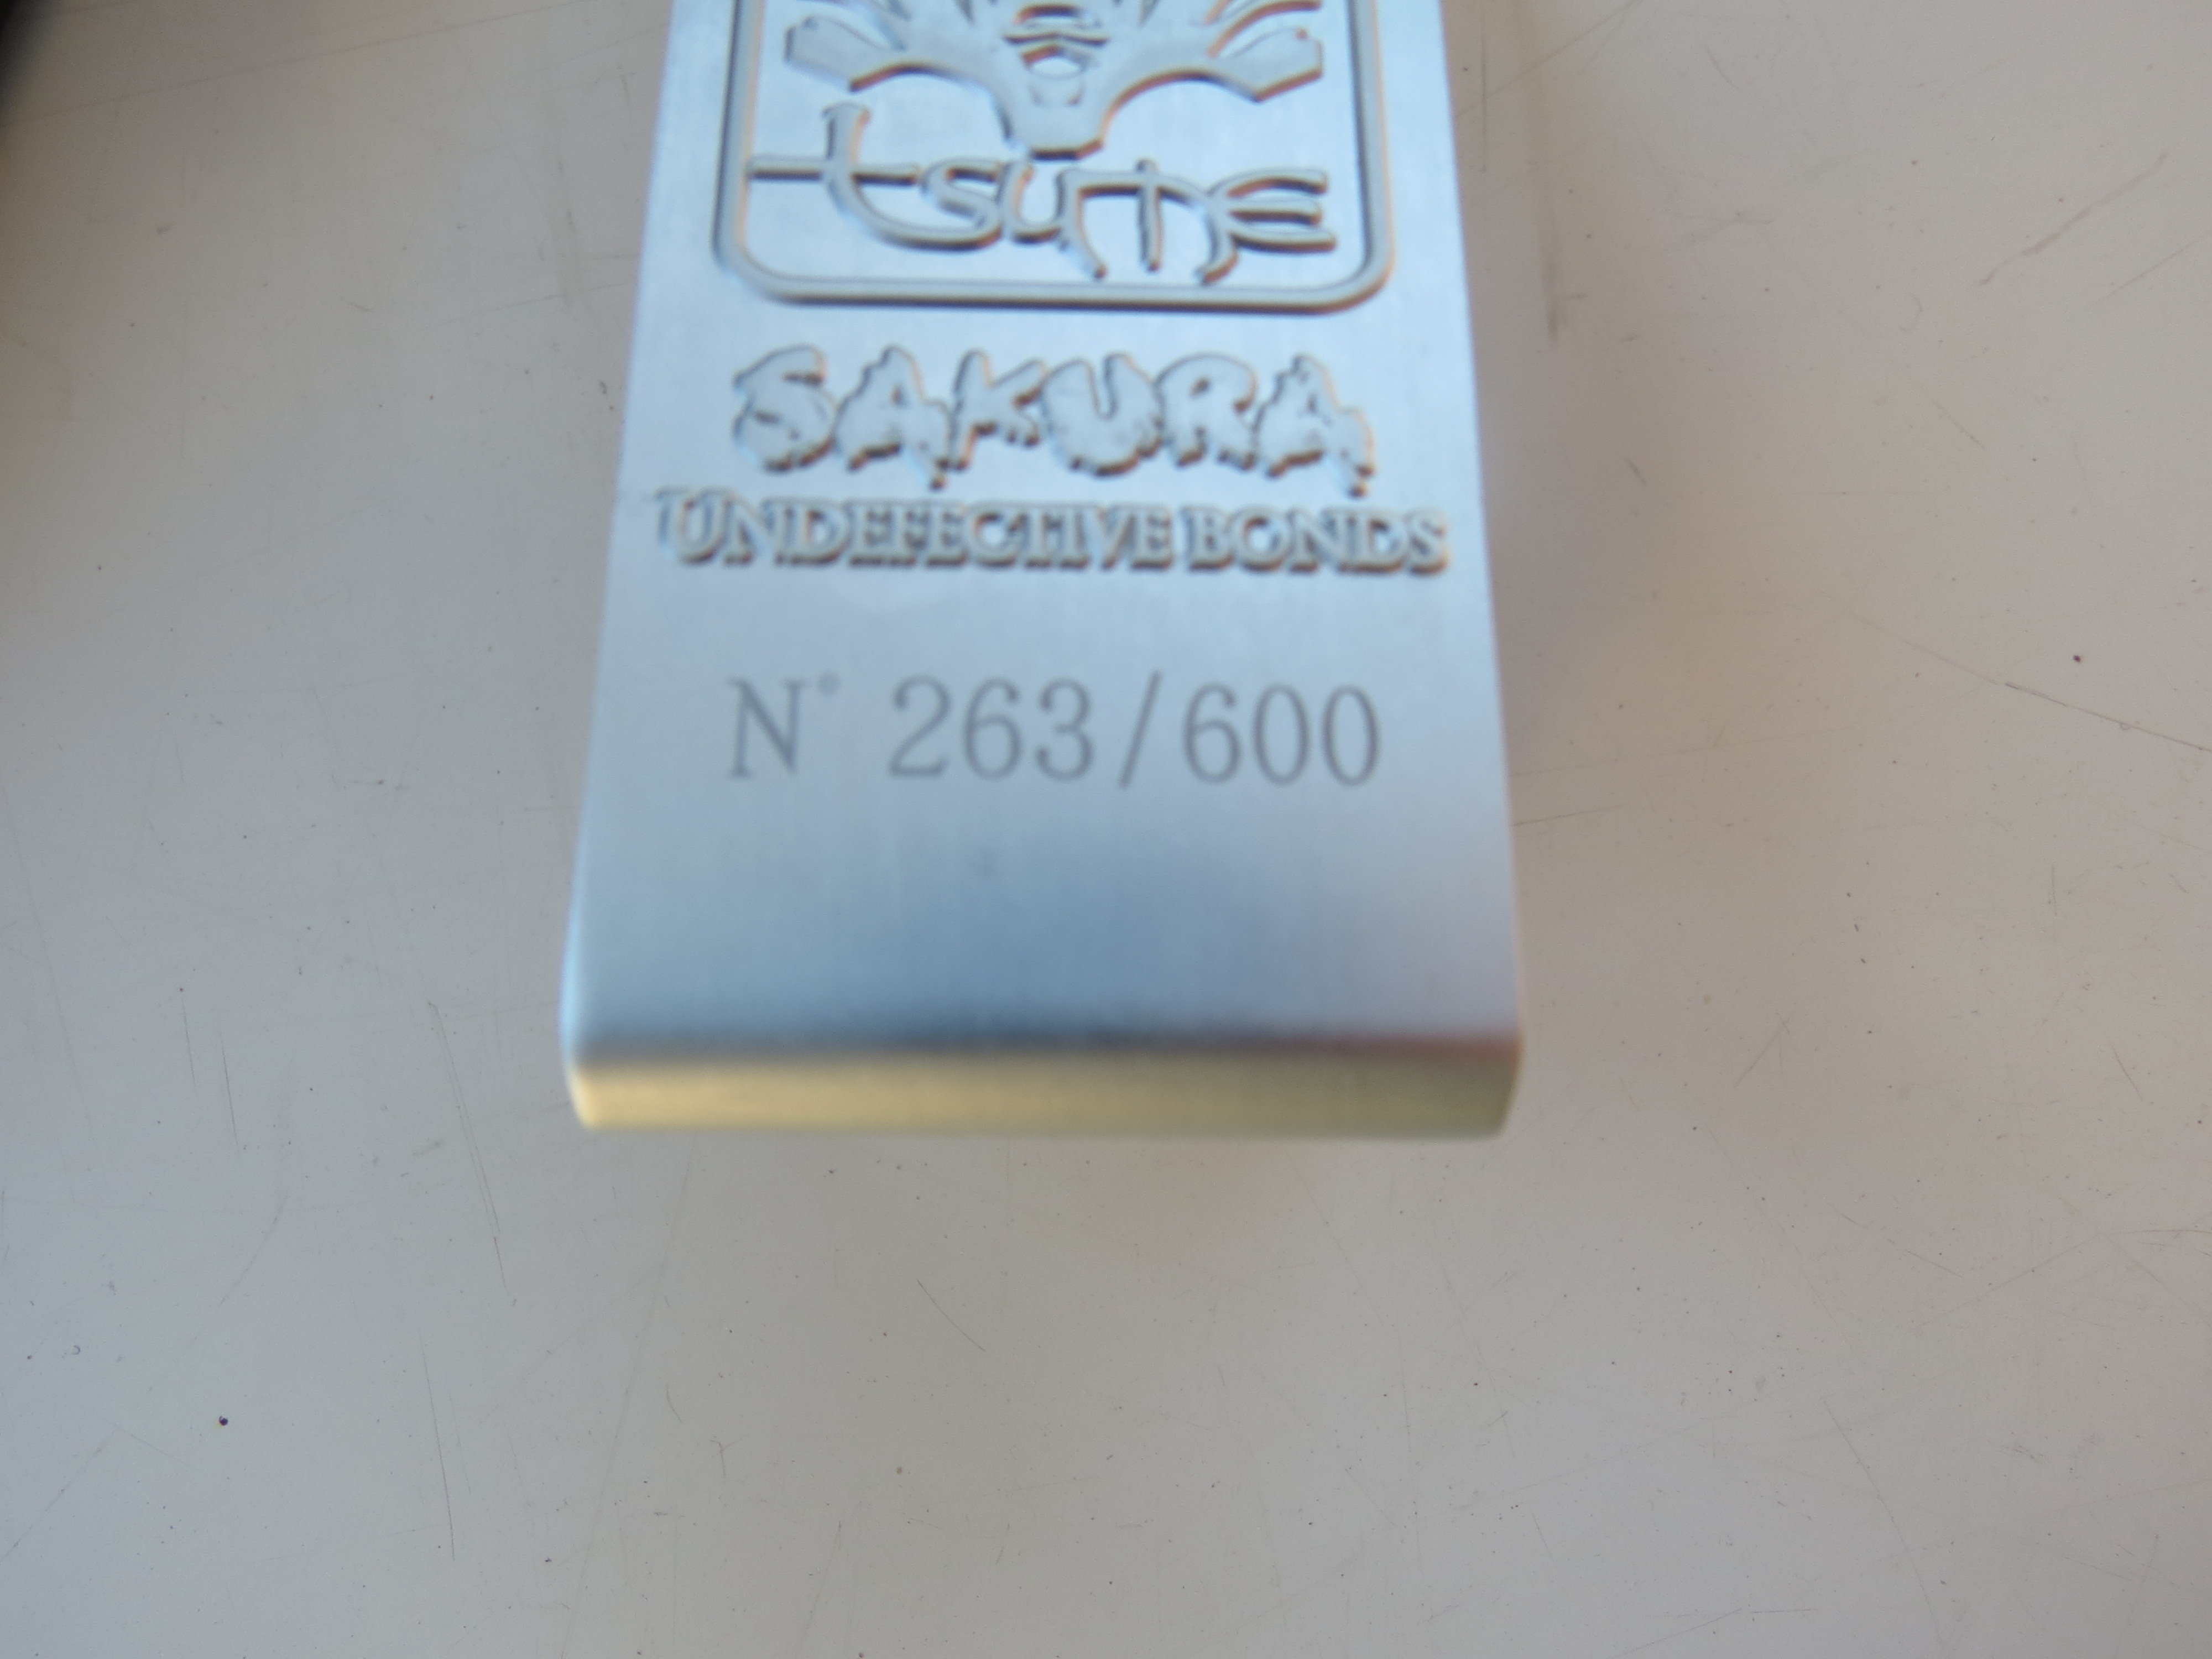 tsume
SAKURA
UNDEFECTIVE BONDS
N° 263/600